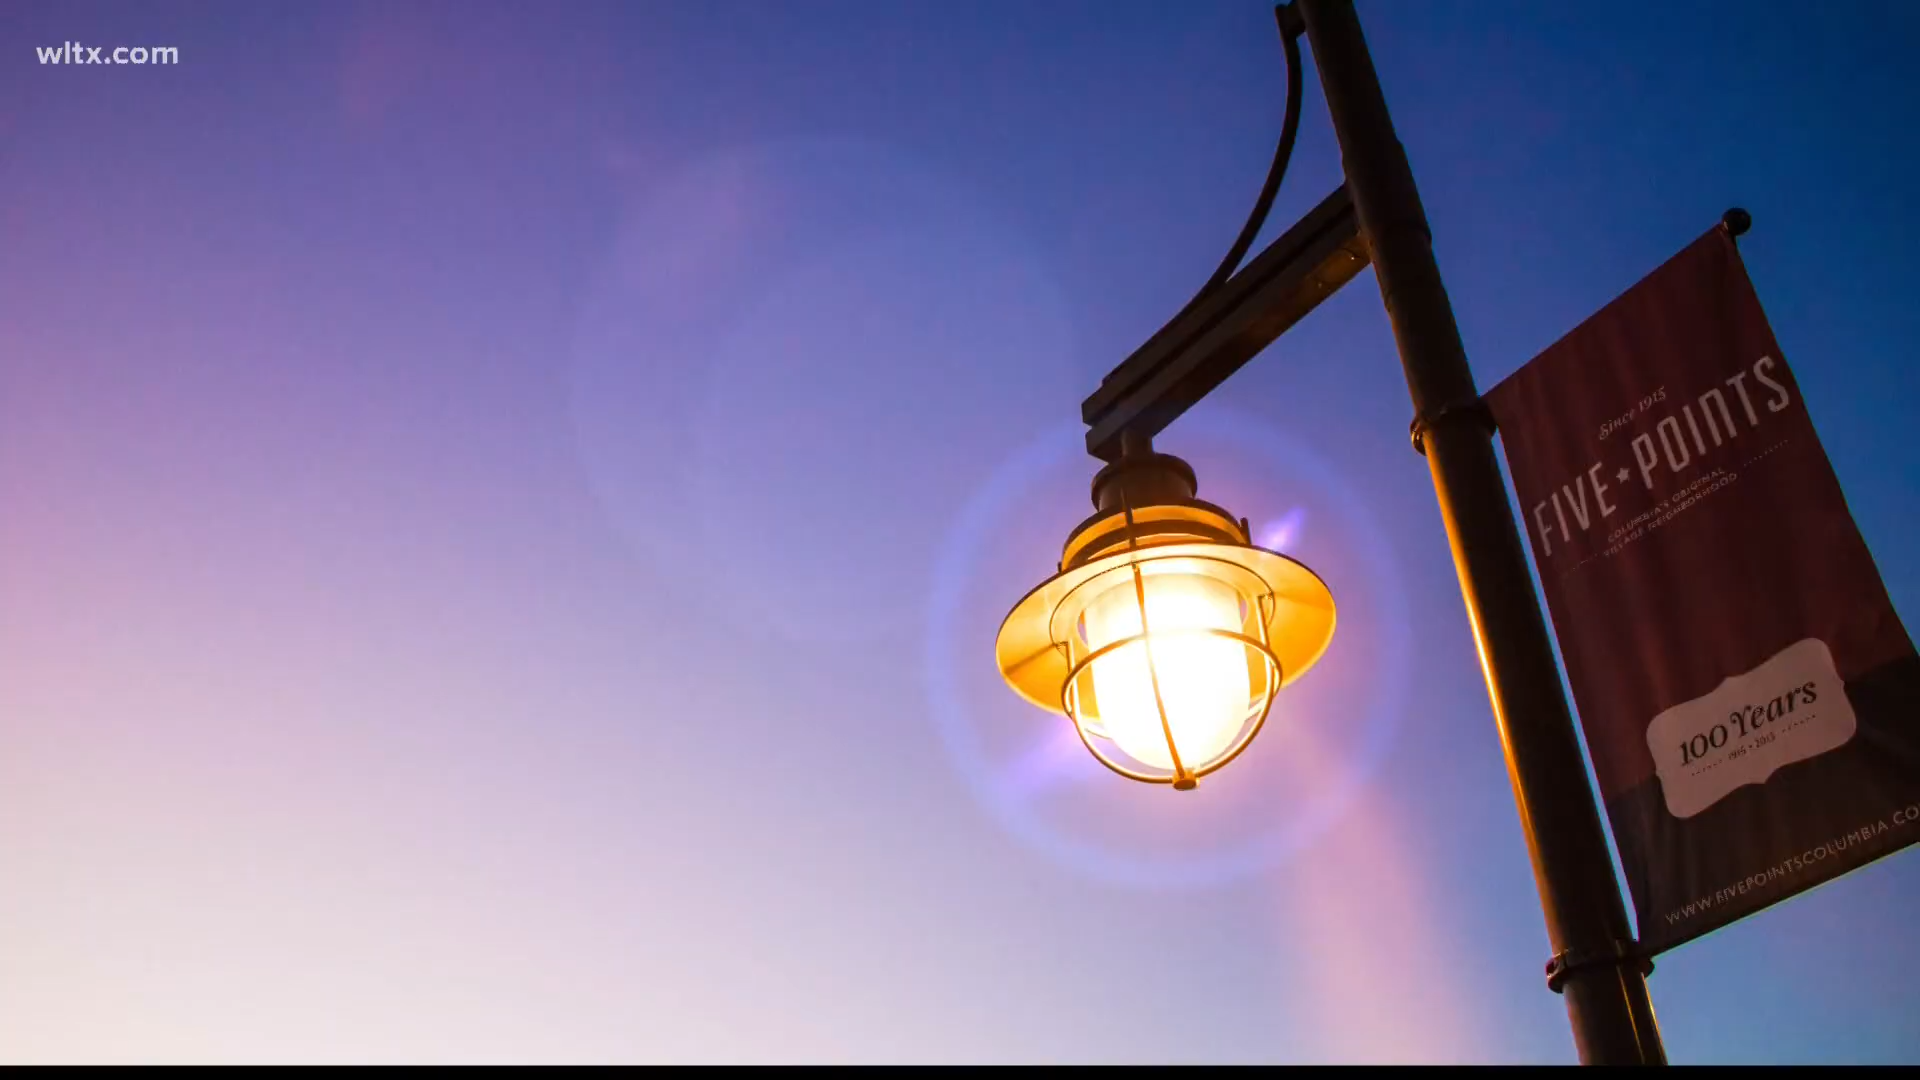 wltx.com
Since 1915
FIVE★POINTS
COLUMBIA'S ORIGINAL
VILLAGE NEIGHBORHOOD
100 Years
1915 • 2015
WWW.FIVEPOINTSCOLUMBIA.CO